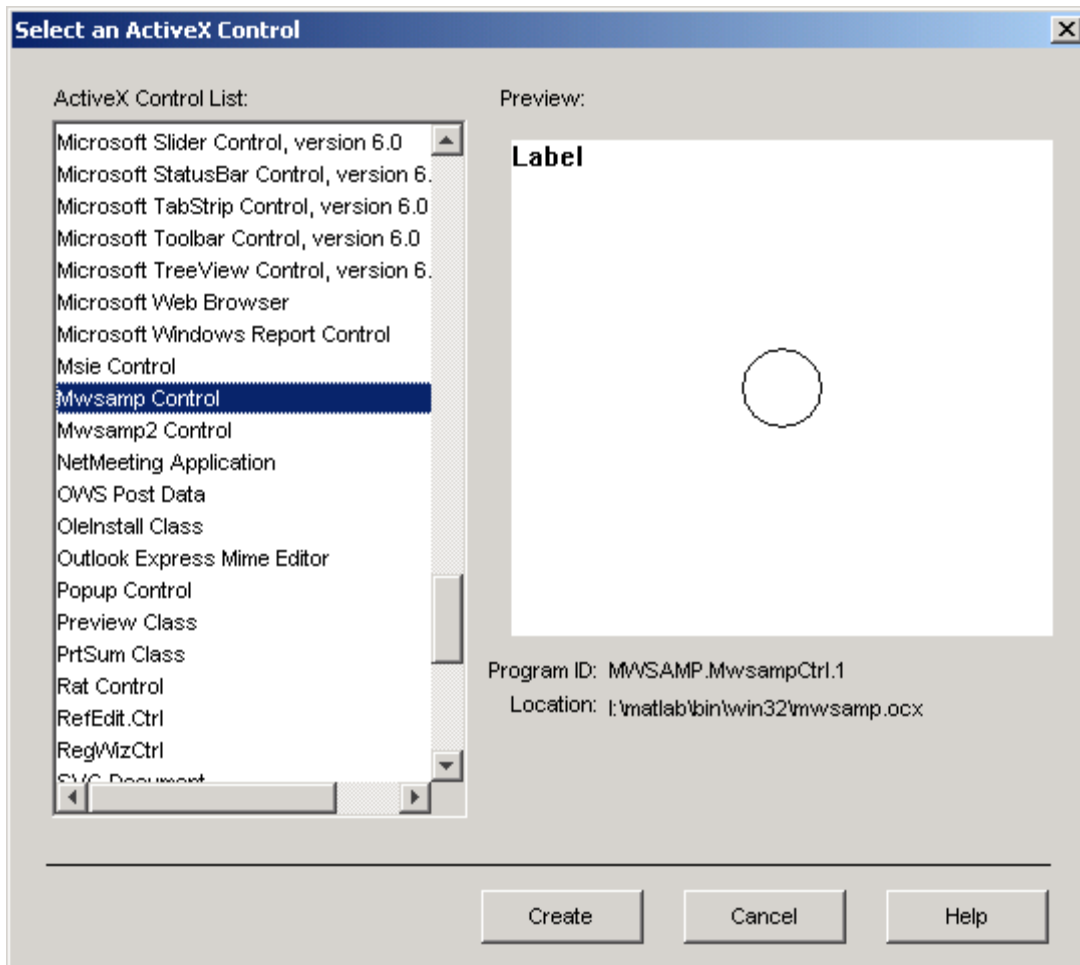 Select an ActiveX Control
ActiveX Control List:
Microsoft Slider Control, version 6.0
Microsoft StatusBar Control, version 6.
Microsoft TabStrip Control, version 6.0
Microsoft Toolbar Control, version 6.0
Microsoft TreeView Control, version 6.
Microsoft Web Browser
Microsoft Windows Report Control
Msie Control
Mwsamp Control
Mwsamp2 Control
NetMeeting Application
OWS Post Data
OleInstall Class
Outlook Express Mime Editor
Popup Control
Preview Class
PrtSum Class
Rat Control
RefEdit.Ctrl
RegWizCtrl
SVG Document
Preview:
Label
Program ID: MWSAMP.MwsampCtrl.1
Location: I:\matlab\bin\win32\mwsamp.ocx
Create
Cancel
Help